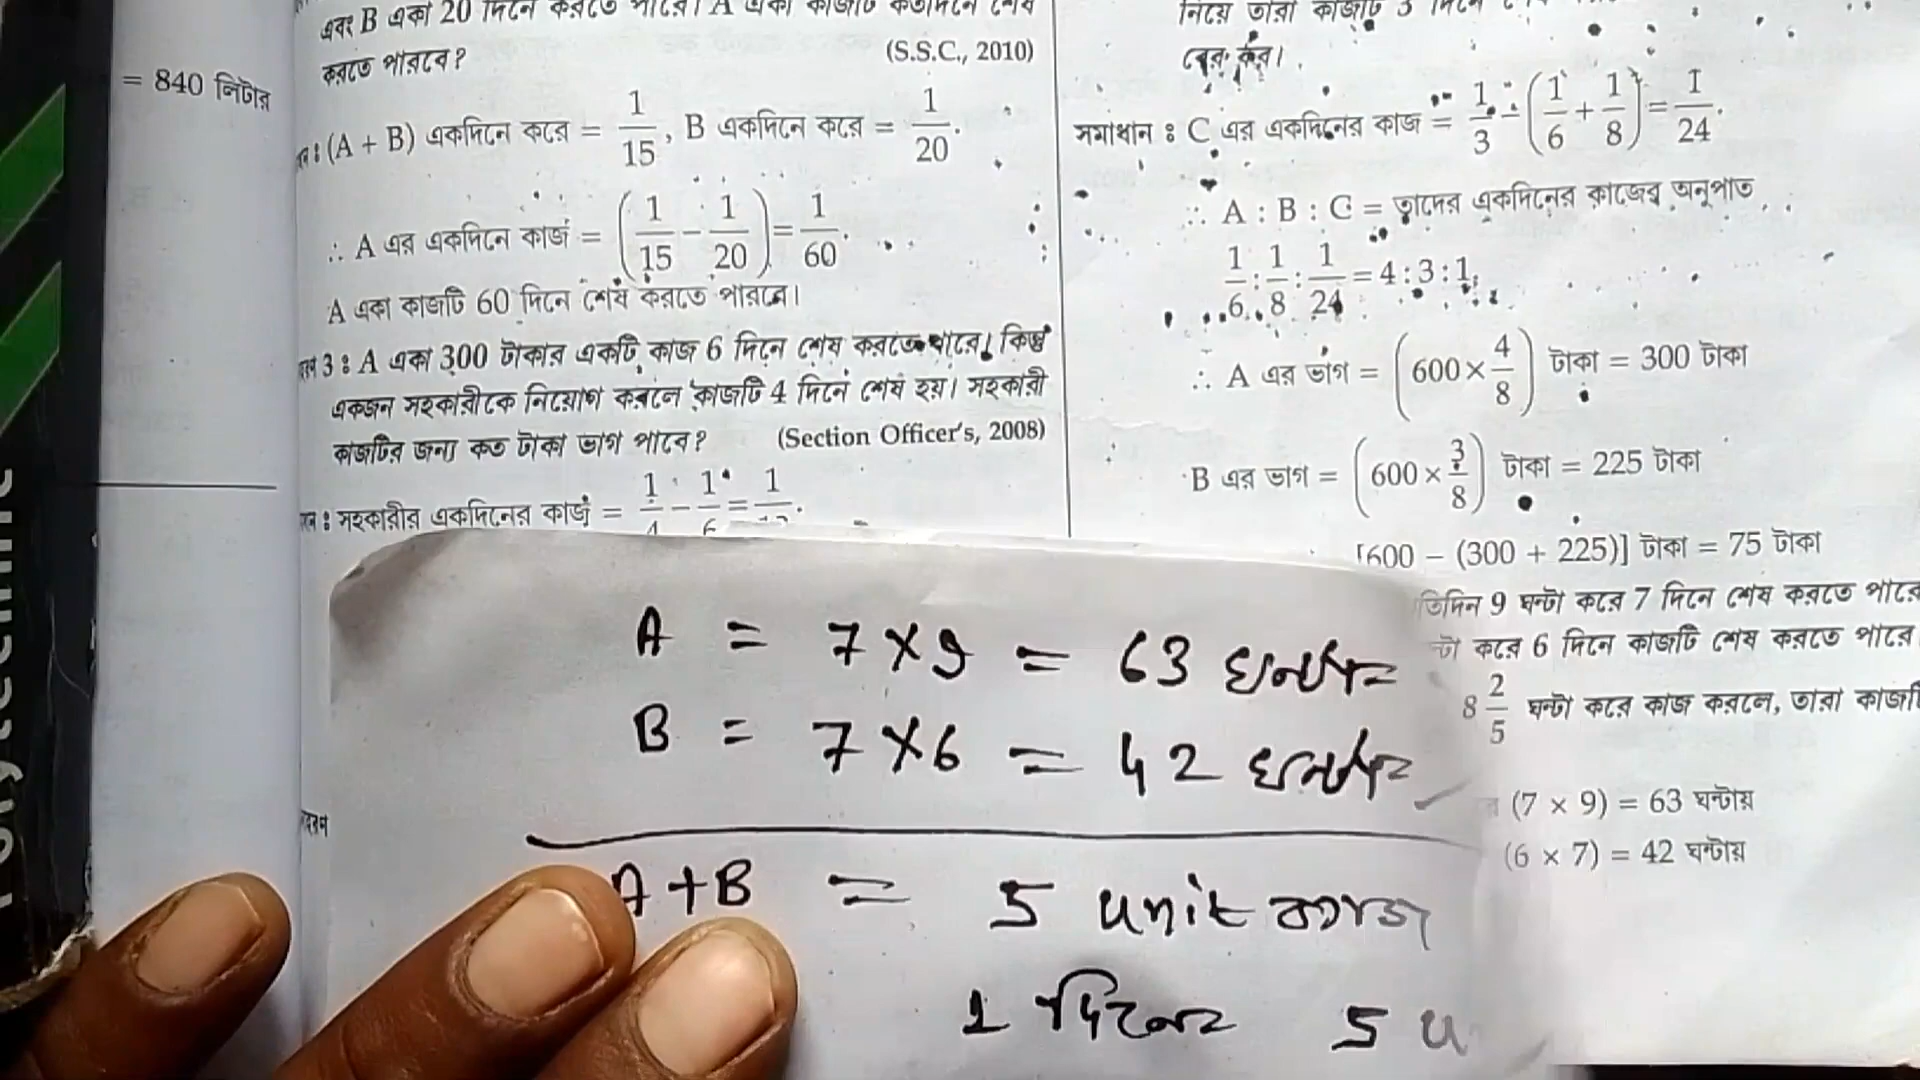 = 840 লিটার
এবং B একা 20 দিনে করতে পারে। A একা কাজটি কতদিনে শেষ
করতে পারবে? (S.S.C., 2010)
(A + B) একদিনে করে = 1/15, B একদিনে করে = 1/20.
∴ A এর একদিনে কাজ = (1/15 − 1/20) = 1/60.
A একা কাজটি 60 দিনে শেষ করতে পারবে।
3 : A একা 300 টাকার একটি কাজ 6 দিনে শেষ করতে পারে। কিন্তু
একজন সহকারীকে নিয়োগ করলে কাজটি 4 দিনে শেষ হয়। সহকারী
কাজটির জন্য কত টাকা ভাগ পাবে? (Section Officer's, 2008)
সহকারীর একদিনের কাজ = 1/4 − 1/6 = 1/
নিয়ে তারা কাজটি 3 দিনে
বের কর।
সমাধান : C এর একদিনের কাজ = 1/3 − (1/6 + 1/8) = 1/24.
∴ A : B : C = তাদের একদিনের কাজের অনুপাত
1/6 : 1/8 : 1/24 = 4 : 3 : 1.
∴ A এর ভাগ = (600 × 4/8) টাকা = 300 টাকা
B এর ভাগ = (600 × 3/8) টাকা = 225 টাকা
[600 − (300 + 225)] টাকা = 75 টাকা
9 ঘন্টা করে 7 দিনে শেষ করতে পারে
করে 6 দিনে কাজটি শেষ করতে পারে
8 2/5 ঘন্টা করে কাজ করলে, তারা কাজটি
(7 × 9) = 63 ঘন্টায়
(6 × 7) = 42 ঘন্টায়
A = 7 × 9 = 63 ঘন্টায়
B = 7 × 6 = 42 ঘন্টায়
A + B = 5 unit কাজ
1 দিনে 5 u